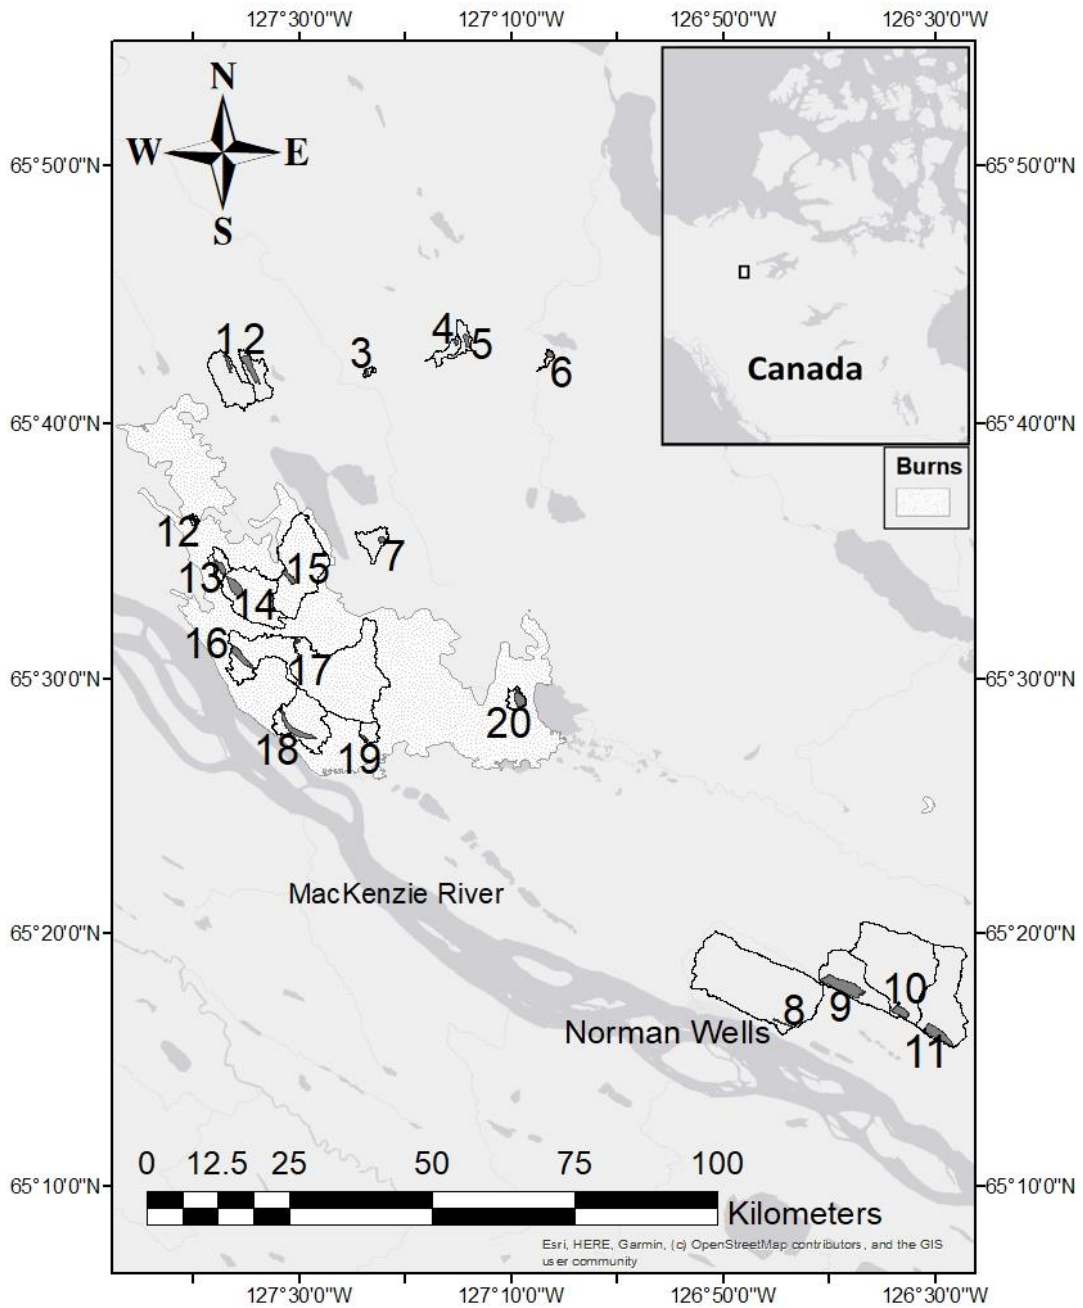 127°30'0"W 127°10'0"W 126°50'0"W 126°30'0"W
N
W E
S
65°50'0"N 65°50'0"N
Canada
1 2 3 4 5 6
65°40'0"N 65°40'0"N
Burns
12
7
15
13
14
16
17
65°30'0"N 65°30'0"N
20
18 19
MacKenzie River
65°20'0"N 65°20'0"N
10
8 9
Norman Wells
11
0 12.5 25 50 75 100
65°10'0"N 65°10'0"N
Kilometers
Esri, HERE, Garmin, (c) OpenStreetMap contributors, and the GIS
user community
127°30'0"W 127°10'0"W 126°50'0"W 126°30'0"W